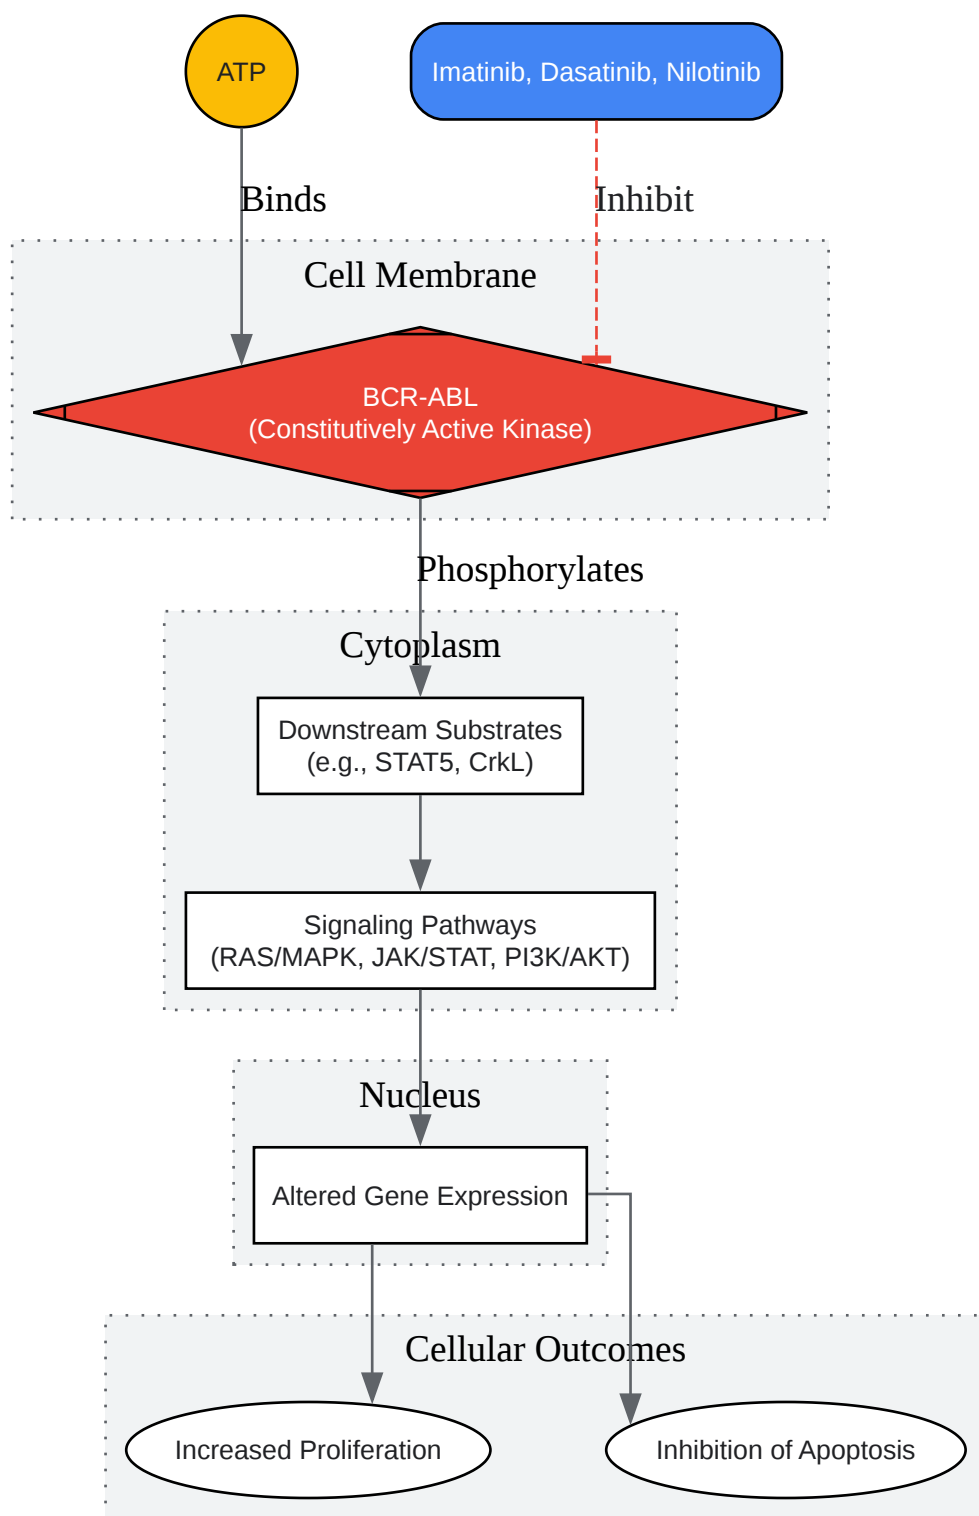 ATP
Imatinib, Dasatinib, Nilotinib
Binds
Inhibit
Cell Membrane
BCR-ABL
(Constitutively Active Kinase)
Phosphorylates
Cytoplasm
Downstream Substrates
(e.g., STAT5, CrkL)
Signaling Pathways
(RAS/MAPK, JAK/STAT, PI3K/AKT)
Nucleus
Altered Gene Expression
Cellular Outcomes
Increased Proliferation
Inhibition of Apoptosis